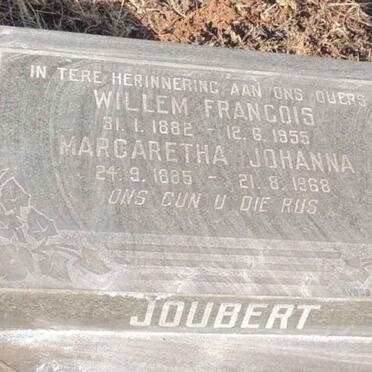 IN TERE HERINNERING AAN ONS OUERS
WILLEM FRANCOIS
31.1.1882 - 12.6.1955
MARGARETHA JOHANNA
24.9.1885 - 21.8.1968
ONS GUN U DIE RUS
JOUBERT